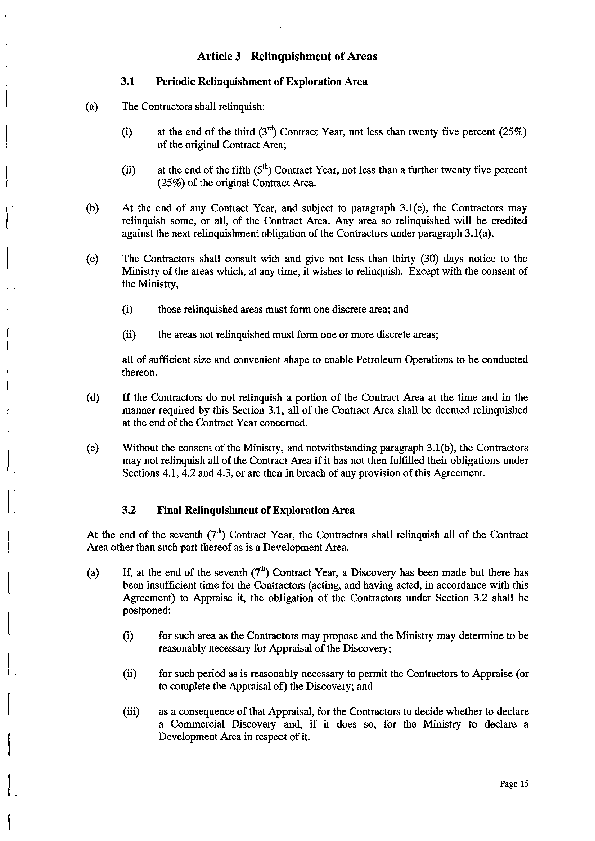 Article 3 Relinquishment of Areas
3.1 Periodic Relinquishment of Exploration Area
(a) The Contractors shall relinquish:
(i) at the end of the third (3rd) Contract Year, not less than twenty five percent (25%)
of the original Contract Area;
(ii) at the end of the fifth (5th) Contract Year, not less than a further twenty five percent
(25%) of the original Contract Area.
(b) At the end of any Contract Year, and subject to paragraph 3.1(e), the Contractors may
relinquish some, or all, of the Contract Area. Any area so relinquished will be credited
against the next relinquishment obligation of the Contractors under paragraph 3.1(a).
(c) The Contractors shall consult with and give not less than thirty (30) days notice to the
Ministry of the areas which, at any time, it wishes to relinquish. Except with the consent of
the Ministry,
(i) those relinquished areas must form one discrete area; and
(ii) the areas not relinquished must form one or more discrete areas;
all of sufficient size and convenient shape to enable Petroleum Operations to be conducted
thereon.
(d) If the Contractors do not relinquish a portion of the Contract Area at the time and in the
manner required by this Section 3.1, all of the Contract Area shall be deemed relinquished
at the end of the Contract Year concerned.
(e) Without the consent of the Ministry, and notwithstanding paragraph 3.1(b), the Contractors
may not relinquish all of the Contract Area if it has not then fulfilled their obligations under
Sections 4.1, 4.2 and 4.3, or are then in breach of any provision of this Agreement.
3.2 Final Relinquishment of Exploration Area
At the end of the seventh (7th) Contract Year, the Contractors shall relinquish all of the Contract
Area other than such part thereof as is a Development Area.
(a) If, at the end of the seventh (7th) Contract Year, a Discovery has been made but there has
been insufficient time for the Contractors (acting, and having acted, in accordance with this
Agreement) to Appraise it, the obligation of the Contractors under Section 3.2 shall be
postponed:
(i) for such area as the Contractors may propose and the Ministry may determine to be
reasonably necessary for Appraisal of the Discovery;
(ii) for such period as is reasonably necessary to permit the Contractors to Appraise (or
to complete the Appraisal of) the Discovery; and
(iii) as a consequence of that Appraisal, for the Contractors to decide whether to declare
a Commercial Discovery and, if it does so, for the Ministry to declare a
Development Area in respect of it.
Page 15